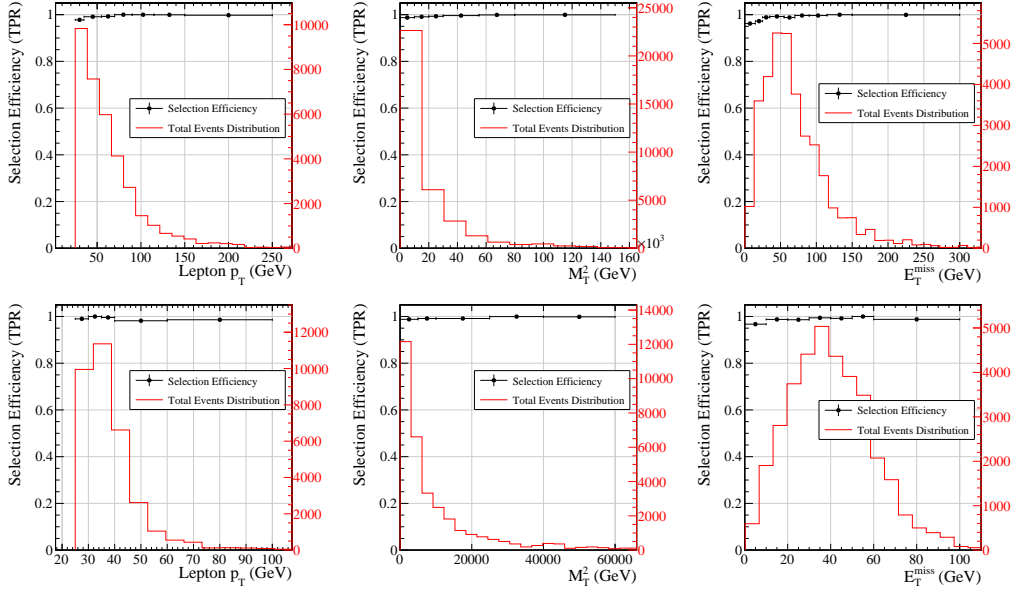 Selection Efficiency (TPR)
1
0.8
0.6
0.4
0.2
0
50 100 150 200 250
Lepton p_T (GeV)
10000
8000
6000
4000
2000
0
Selection Efficiency
Total Events Distribution
Selection Efficiency (TPR)
1
0.8
0.6
0.4
0.2
0
0 20 40 60 80 100 120 140 160
×10³
M_T^2 (GeV)
25000
22000
20000
17000
15000
12000
10000
7000
5000
2000
0
Selection Efficiency
Total Events Distribution
Selection Efficiency (TPR)
1
0.8
0.6
0.4
0.2
0
0 50 100 150 200 250 300
E_T^miss (GeV)
5000
4000
3000
2000
1000
0
Selection Efficiency
Total Events Distribution
Selection Efficiency (TPR)
1
0.8
0.6
0.4
0.2
0
20 30 40 50 60 70 80 90 100
Lepton p_T (GeV)
12000
10000
8000
6000
4000
2000
0
Selection Efficiency
Total Events Distribution
Selection Efficiency (TPR)
1
0.8
0.6
0.4
0.2
0
0 20000 40000 60000
M_T^2 (GeV)
14000
12000
10000
8000
6000
4000
2000
0
Selection Efficiency
Total Events Distribution
Selection Efficiency (TPR)
1
0.8
0.6
0.4
0.2
0
0 20 40 60 80 100
E_T^miss (GeV)
5000
4000
3000
2000
1000
0
Selection Efficiency
Total Events Distribution